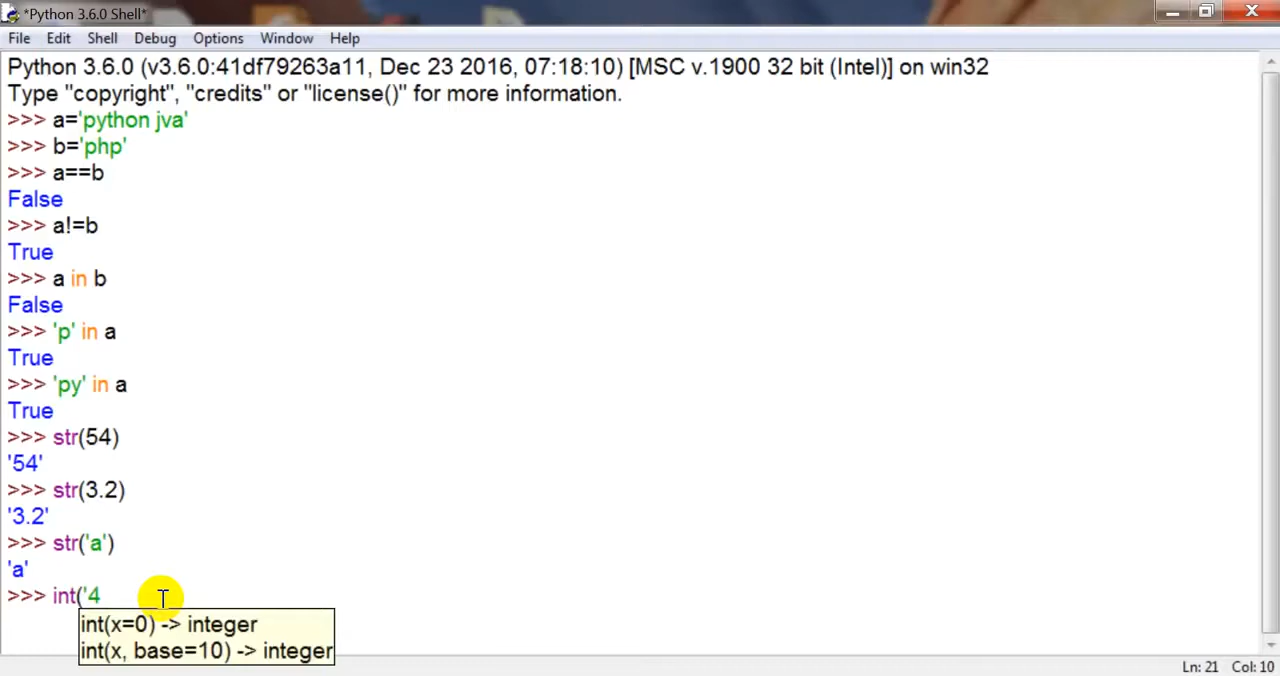 *Python 3.6.0 Shell*
File Edit Shell Debug Options Window Help
Python 3.6.0 (v3.6.0:41df79263a11, Dec 23 2016, 07:18:10) [MSC v.1900 32 bit (Intel)] on win32
Type "copyright", "credits" or "license()" for more information.
>>> a='python jva'
>>> b='php'
>>> a==b
False
>>> a!=b
True
>>> a in b
False
>>> 'p' in a
True
>>> 'py' in a
True
>>> str(54)
'54'
>>> str(3.2)
'3.2'
>>> str('a')
'a'
>>> int('4
int(x=0) -> integer
int(x, base=10) -> integer
Ln: 21 Col: 10